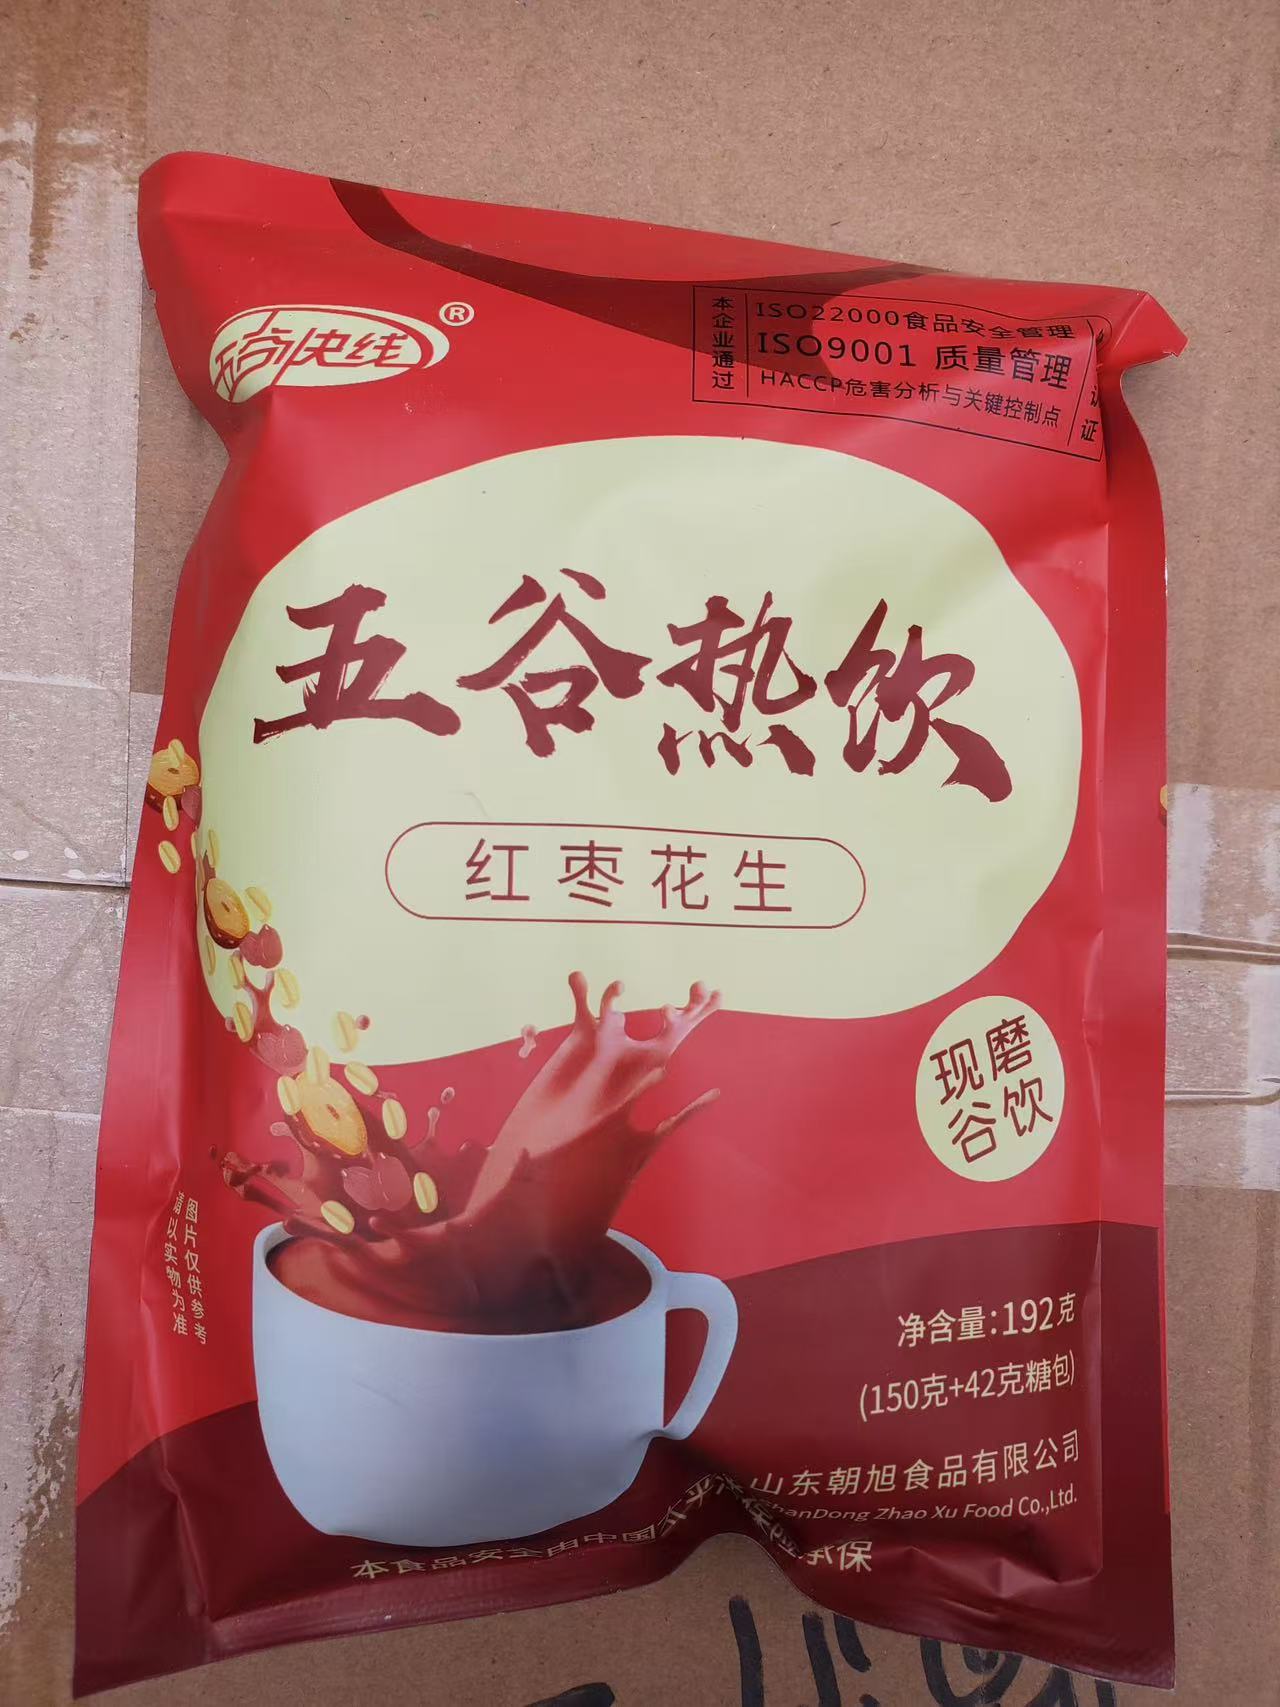 快线®
本企业通过
ISO22000食品安全管理
ISO9001 质量管理
HACCP危害分析与关键控制点
认证
五谷热饮
红枣花生
现磨
谷饮
图片仅供参考
请以实物为准
净含量:192克
(150克+42克糖包)
山东朝旭食品有限公司
ShanDong Zhao Xu Food Co.,Ltd.
本食品安全由中国太平洋保险承保